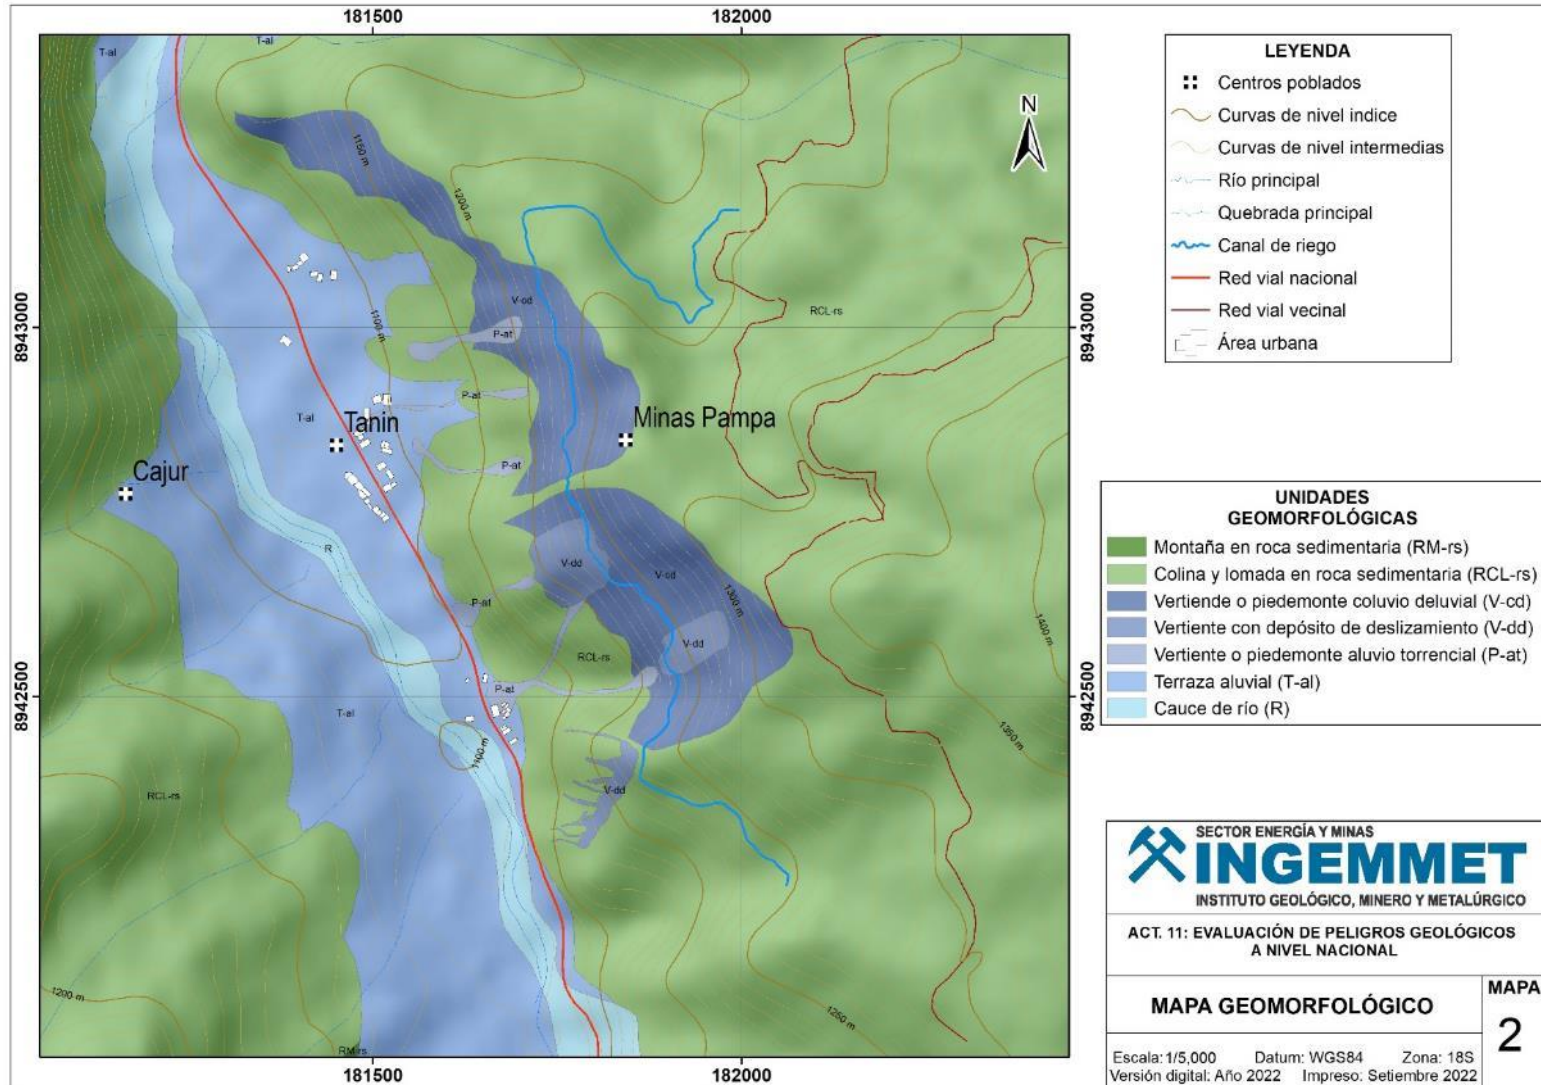 181500
182000
T-al
T-al
1150 m
1200 m
V-cd
8943000
P-at
1100 m
RCL-rs
8943000
P-at
T-al
Tanin
Minas Pampa
P-at
Cajur
R
V-dd
V-cd
P-at
1300 m
V-dd
1400 m
RCL-rs
8942500
P-at
8942500
T-al
1100 m
1350 m
V-dd
RCL-rs
1200 m
1250 m
RM-rs
181500
182000
N
LEYENDA
Centros poblados
Curvas de nivel indice
Curvas de nivel intermedias
Río principal
Quebrada principal
Canal de riego
Red vial nacional
Red vial vecinal
Área urbana
UNIDADES
GEOMORFOLÓGICAS
Montaña en roca sedimentaria (RM-rs)
Colina y lomada en roca sedimentaria (RCL-rs)
Vertiende o piedemonte coluvio deluvial (V-cd)
Vertiente con depósito de deslizamiento (V-dd)
Vertiente o piedemonte aluvio torrencial (P-at)
Terraza aluvial (T-al)
Cauce de río (R)
SECTOR ENERGÍA Y MINAS
INGEMMET
INSTITUTO GEOLÓGICO, MINERO Y METALÚRGICO
ACT. 11: EVALUACIÓN DE PELIGROS GEOLÓGICOS
A NIVEL NACIONAL
MAPA GEOMORFOLÓGICO
MAPA
2
Escala: 1/5,000 Datum: WGS84 Zona: 18S
Versión digital: Año 2022 Impreso: Setiembre 2022